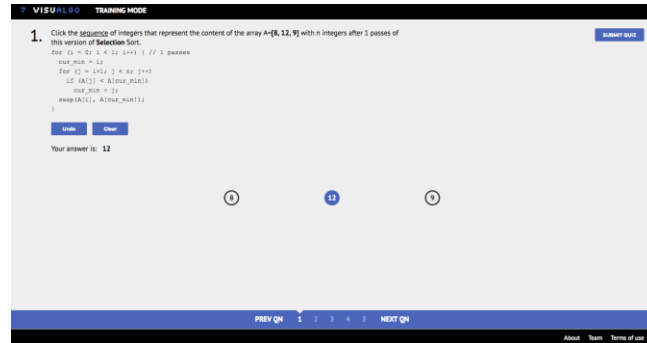 7 VISUALGO TRAINING MODE
1. Click the sequence of integers that represent the content of the array A=[8, 12, 9] with n integers after 1 passes of
this version of Selection Sort.
SUBMIT QUIZ
for (i = 0; i < 1; i++) { // 1 passes
cur_min = i;
for (j = i+1; j < n; j++)
if (A[j] < A[cur_min])
cur_min = j;
swap(A[i], A[cur_min]);
}
Undo Clear
Your answer is: 12
8 12 9
PREV QN 1 2 3 4 5 NEXT QN
About Team Terms of use